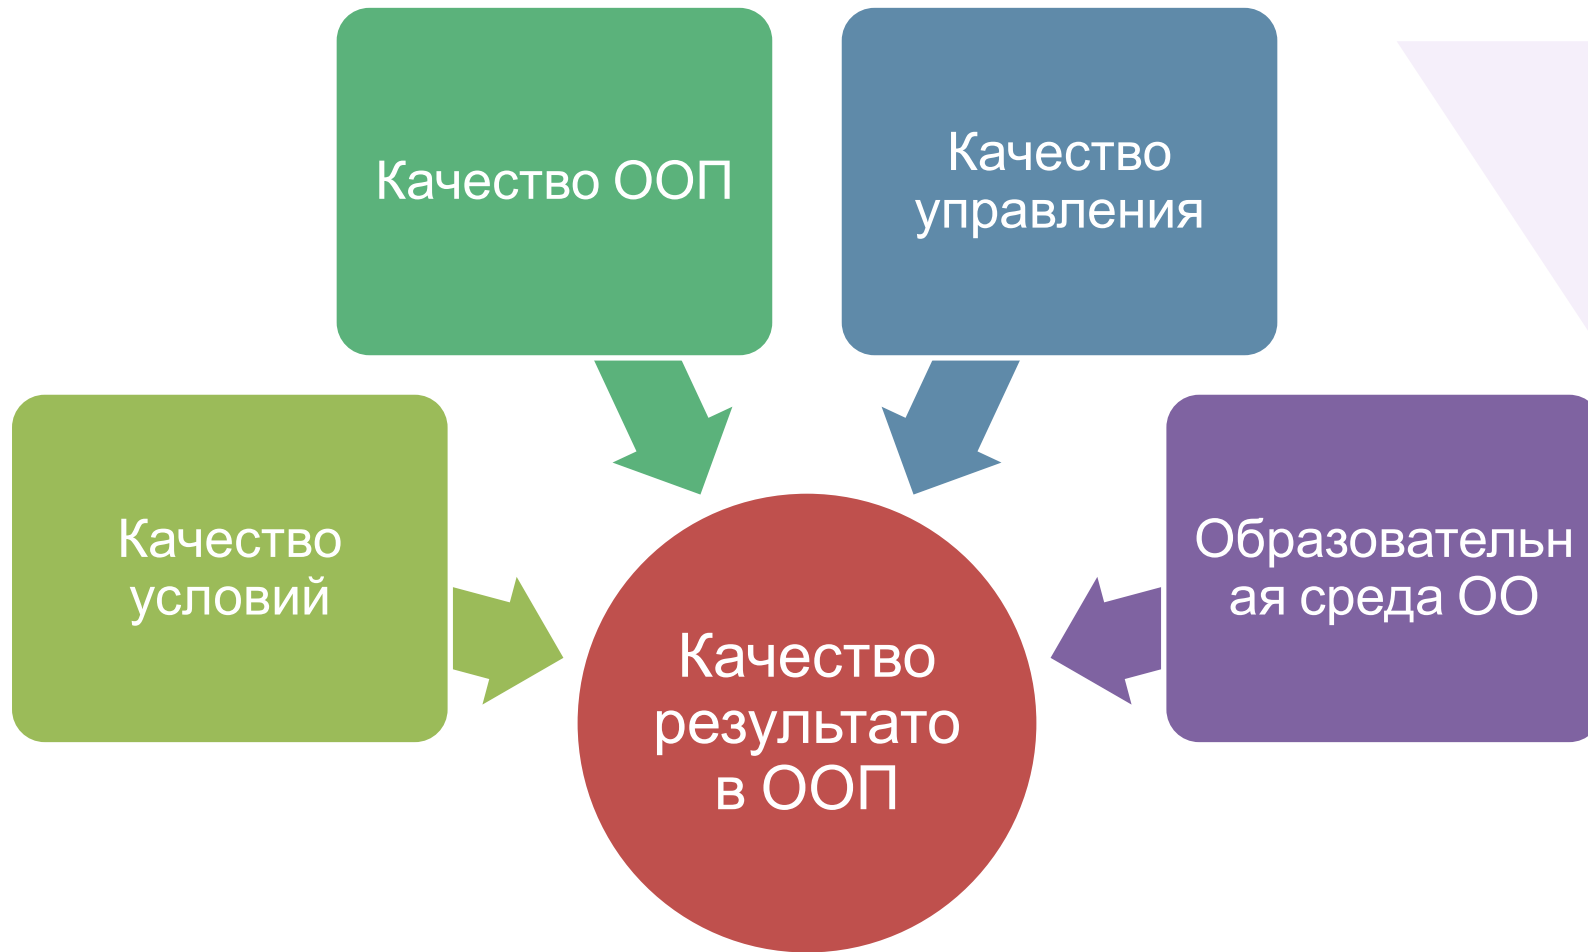 Качество ООП
Качество
управления
Качество
условий
Образовательн
ая среда ОО
Качество
результато
в ООП